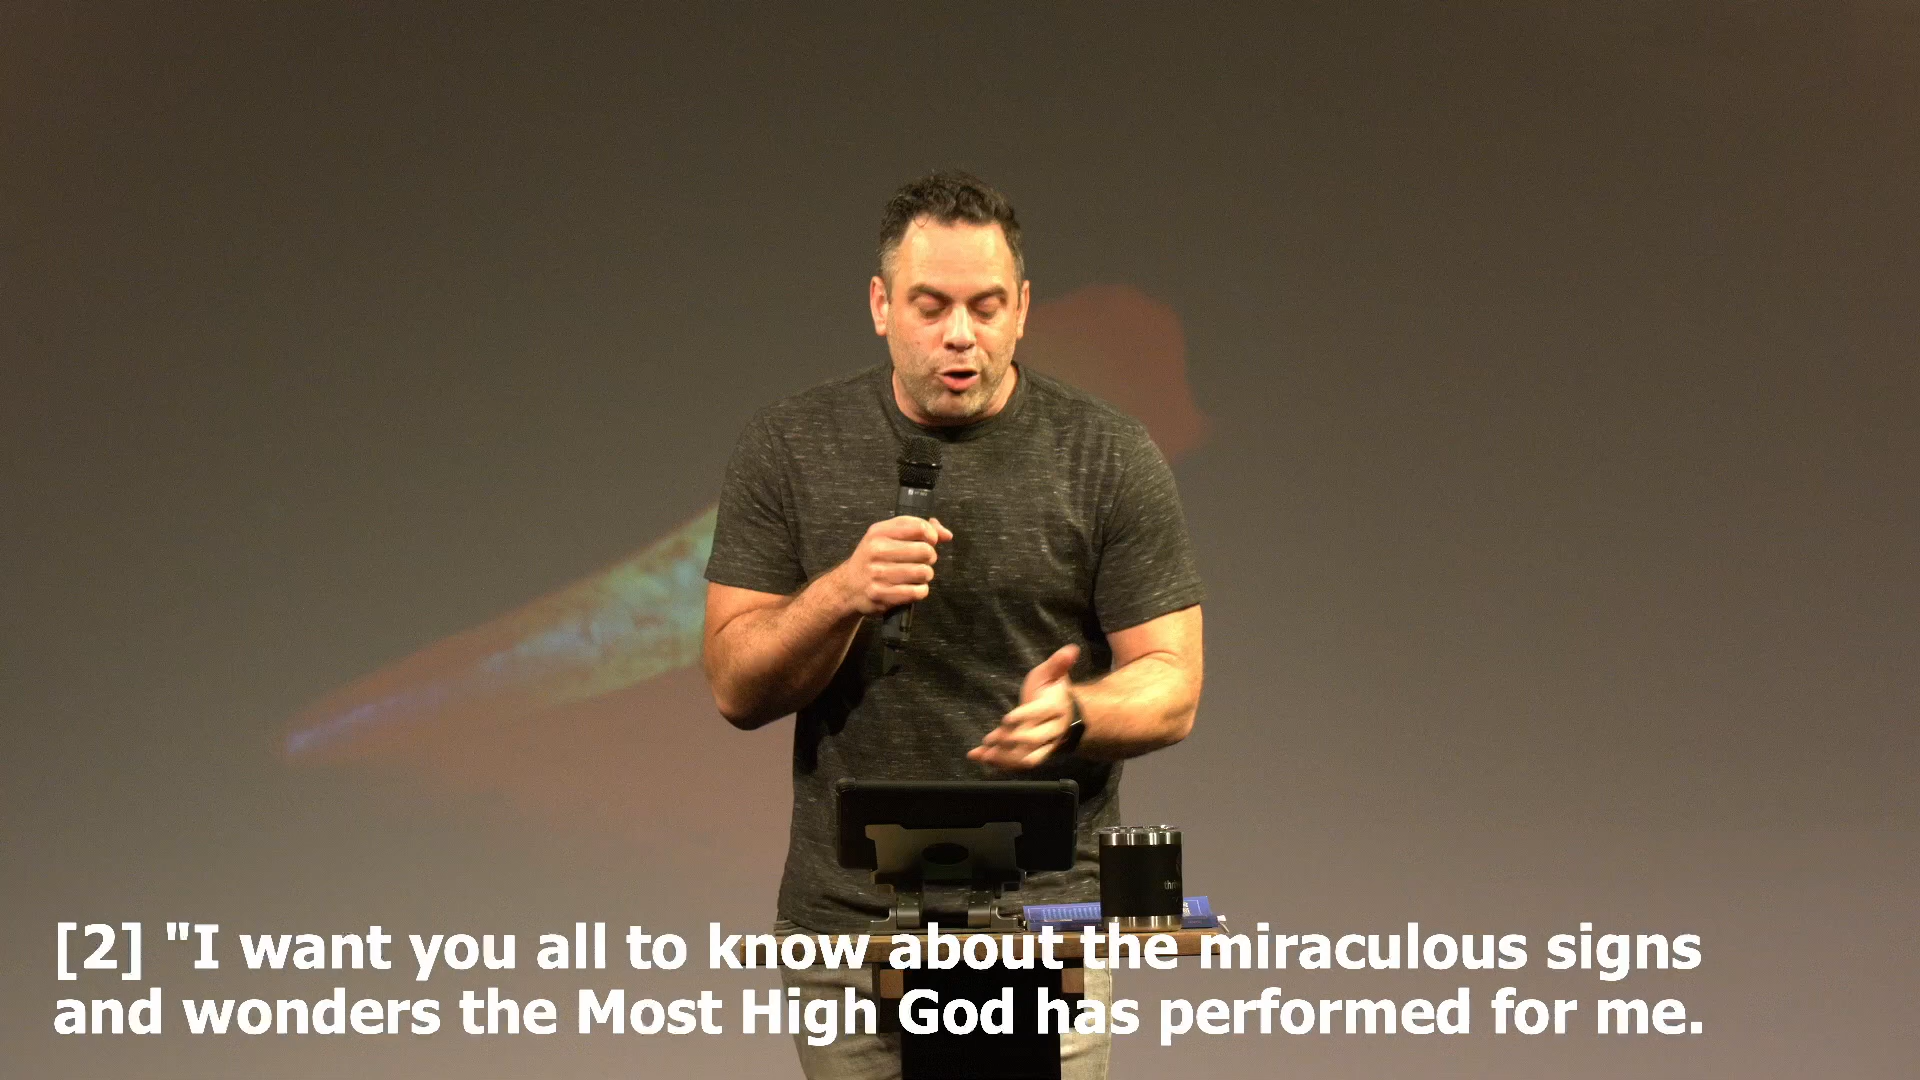 [2] "I want you all to know about the miraculous signs
and wonders the Most High God has performed for me.